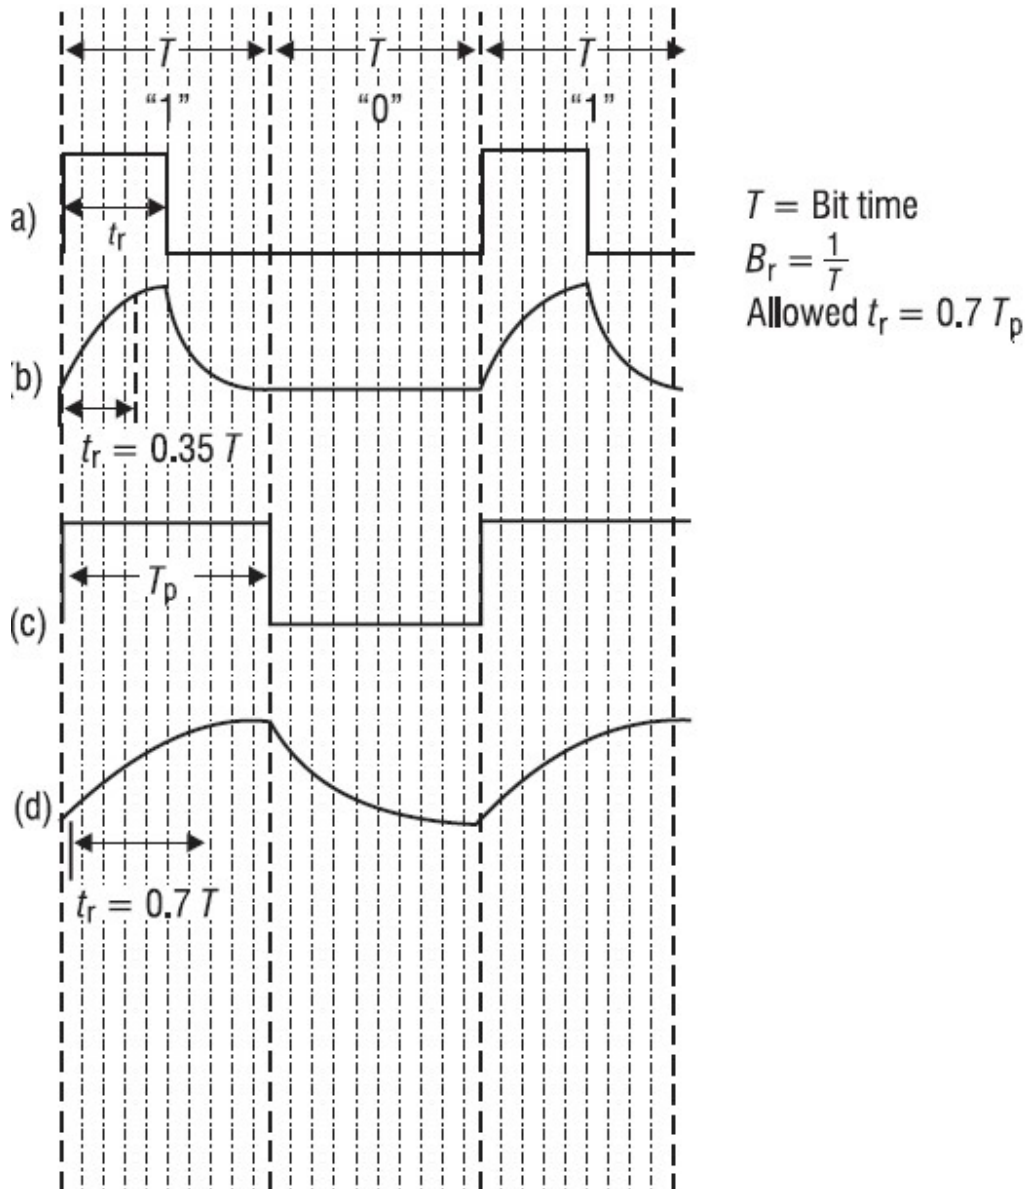 T T T
“1” “0” “1”
a)
tr
T = Bit time
Br = 1/T
Allowed tr = 0.7 Tp
(b)
tr = 0.35 T
Tp
(c)
(d)
tr = 0.7 T